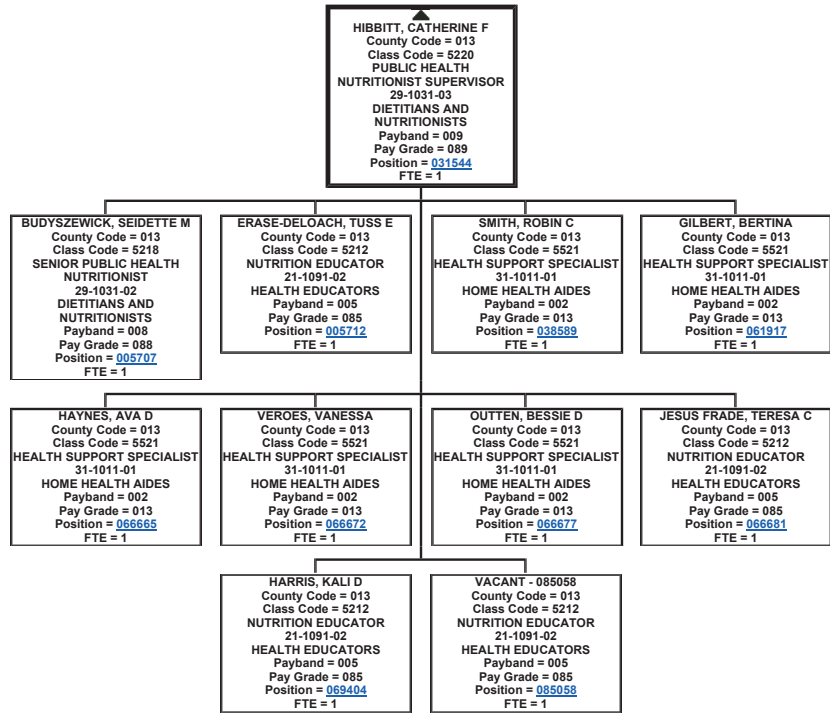 HIBBITT, CATHERINE F
County Code = 013
Class Code = 5220
PUBLIC HEALTH
NUTRITIONIST SUPERVISOR
29-1031-03
DIETITIANS AND
NUTRITIONISTS
Payband = 009
Pay Grade = 089
Position = 031544
FTE = 1
BUDYSZEWICK, SEIDETTE M
County Code = 013
Class Code = 5218
SENIOR PUBLIC HEALTH
NUTRITIONIST
29-1031-02
DIETITIANS AND
NUTRITIONISTS
Payband = 008
Pay Grade = 088
Position = 005707
FTE = 1
ERASE-DELOACH, TUSS E
County Code = 013
Class Code = 5212
NUTRITION EDUCATOR
21-1091-02
HEALTH EDUCATORS
Payband = 005
Pay Grade = 085
Position = 005712
FTE = 1
SMITH, ROBIN C
County Code = 013
Class Code = 5521
HEALTH SUPPORT SPECIALIST
31-1011-01
HOME HEALTH AIDES
Payband = 002
Pay Grade = 013
Position = 038589
FTE = 1
GILBERT, BERTINA
County Code = 013
Class Code = 5521
HEALTH SUPPORT SPECIALIST
31-1011-01
HOME HEALTH AIDES
Payband = 002
Pay Grade = 013
Position = 061917
FTE = 1
HAYNES, AVA D
County Code = 013
Class Code = 5521
HEALTH SUPPORT SPECIALIST
31-1011-01
HOME HEALTH AIDES
Payband = 002
Pay Grade = 013
Position = 066665
FTE = 1
VEROES, VANESSA
County Code = 013
Class Code = 5521
HEALTH SUPPORT SPECIALIST
31-1011-01
HOME HEALTH AIDES
Payband = 002
Pay Grade = 013
Position = 066672
FTE = 1
OUTTEN, BESSIE D
County Code = 013
Class Code = 5521
HEALTH SUPPORT SPECIALIST
31-1011-01
HOME HEALTH AIDES
Payband = 002
Pay Grade = 013
Position = 066677
FTE = 1
JESUS FRADE, TERESA C
County Code = 013
Class Code = 5212
NUTRITION EDUCATOR
21-1091-02
HEALTH EDUCATORS
Payband = 005
Pay Grade = 085
Position = 066681
FTE = 1
HARRIS, KALI D
County Code = 013
Class Code = 5212
NUTRITION EDUCATOR
21-1091-02
HEALTH EDUCATORS
Payband = 005
Pay Grade = 085
Position = 069404
FTE = 1
VACANT - 085058
County Code = 013
Class Code = 5212
NUTRITION EDUCATOR
21-1091-02
HEALTH EDUCATORS
Payband = 005
Pay Grade = 085
Position = 085058
FTE = 1